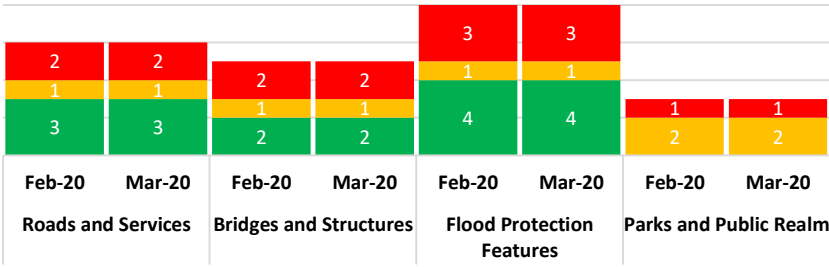 3 3
2 2 1 1 2 2
1 1 1 1 4 4 1 1
3 3 2 2 2 2
Feb-20 Mar-20 Feb-20 Mar-20 Feb-20 Mar-20 Feb-20 Mar-20
Roads and Services Bridges and Structures Flood Protection Features Parks and Public Realm